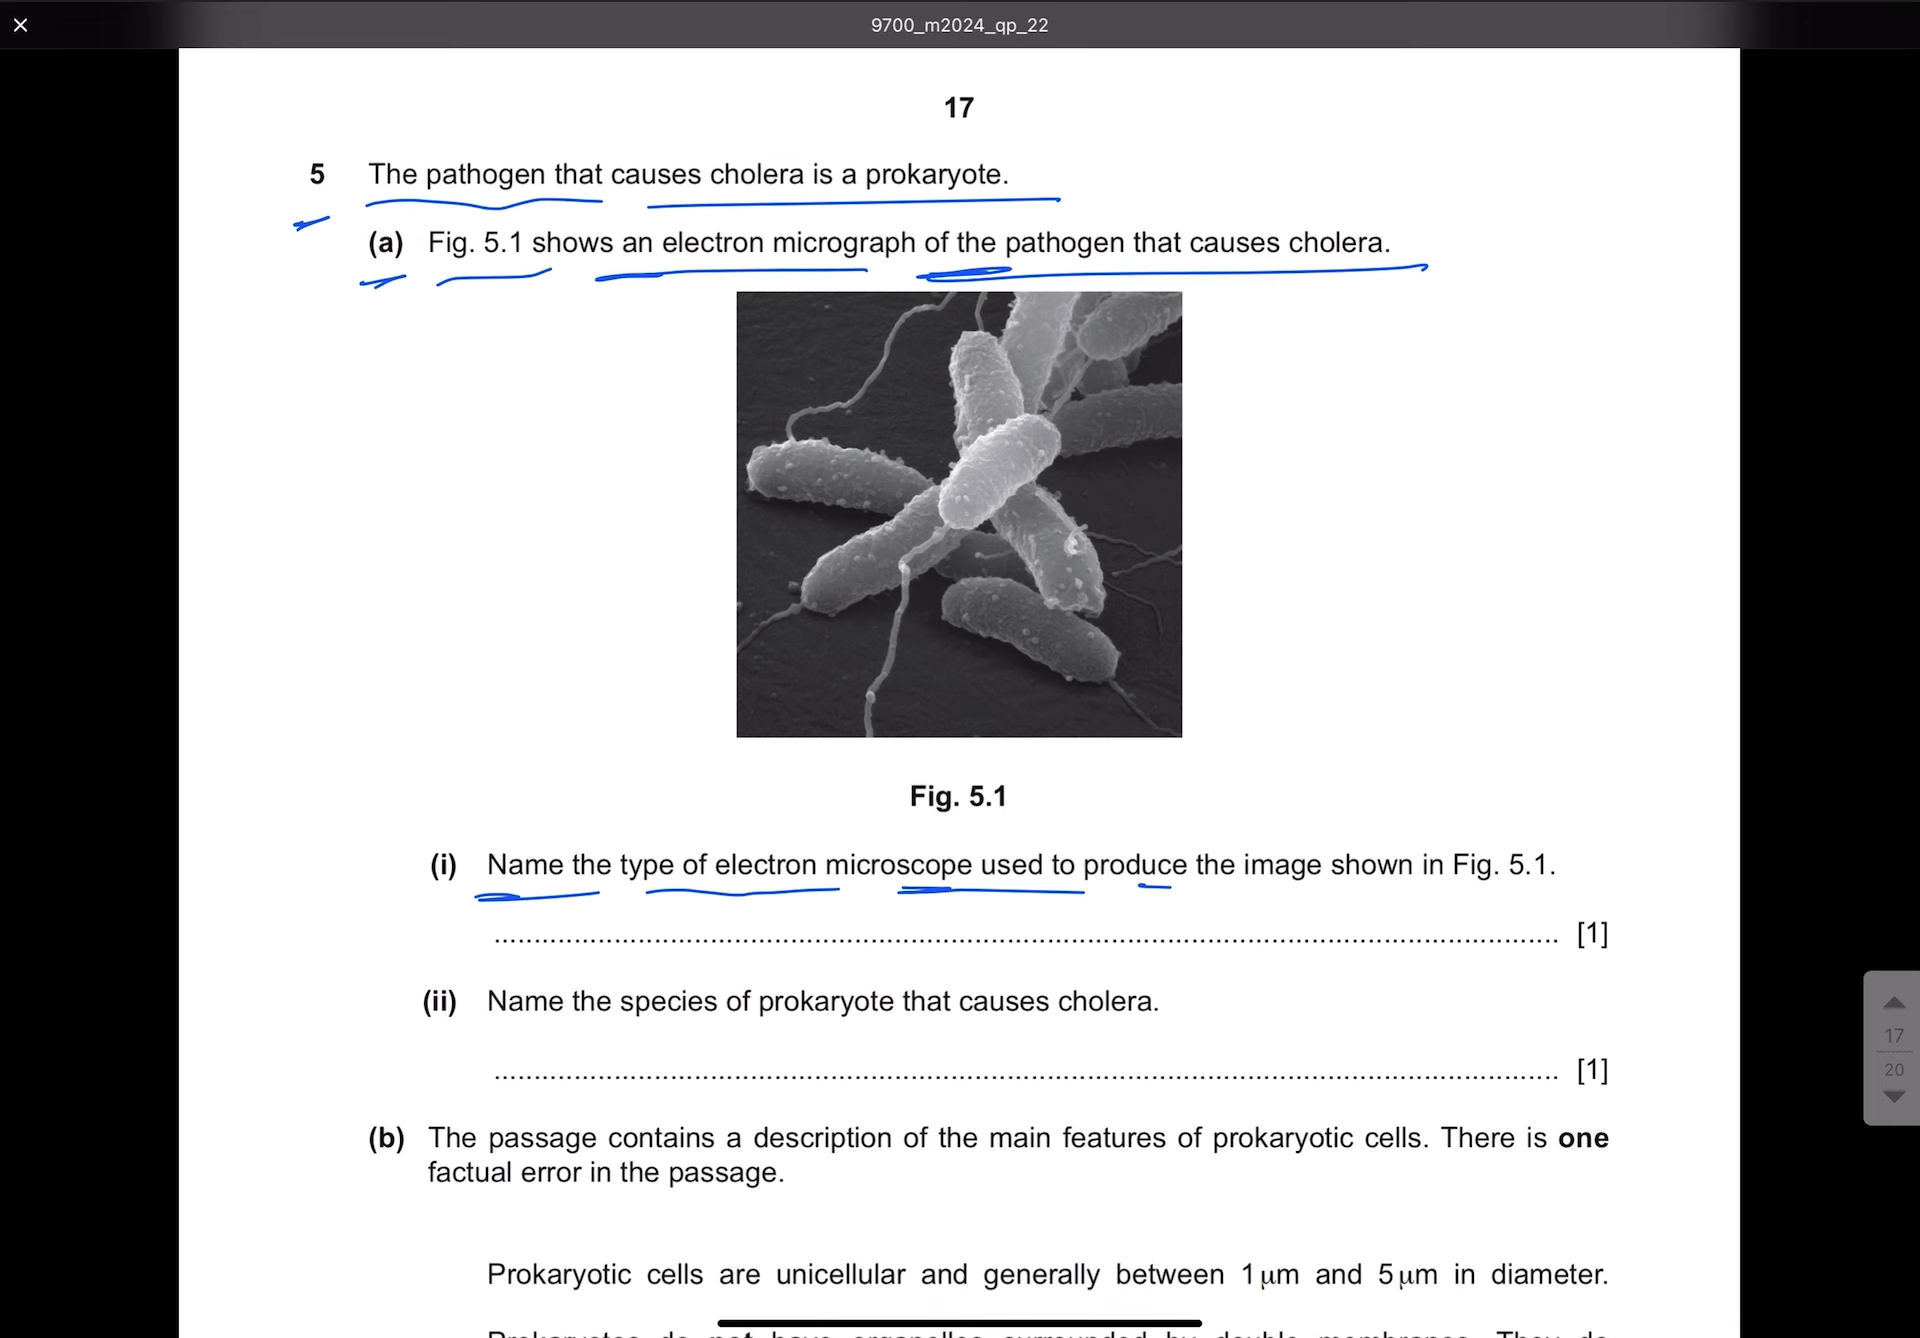 9700_m2024_qp_22
17
5 The pathogen that causes cholera is a prokaryote.
(a) Fig. 5.1 shows an electron micrograph of the pathogen that causes cholera.
Fig. 5.1
(i) Name the type of electron microscope used to produce the image shown in Fig. 5.1.
[1]
(ii) Name the species of prokaryote that causes cholera.
[1]
17
20
(b) The passage contains a description of the main features of prokaryotic cells. There is one
factual error in the passage.
Prokaryotic cells are unicellular and generally between 1 μm and 5 μm in diameter.